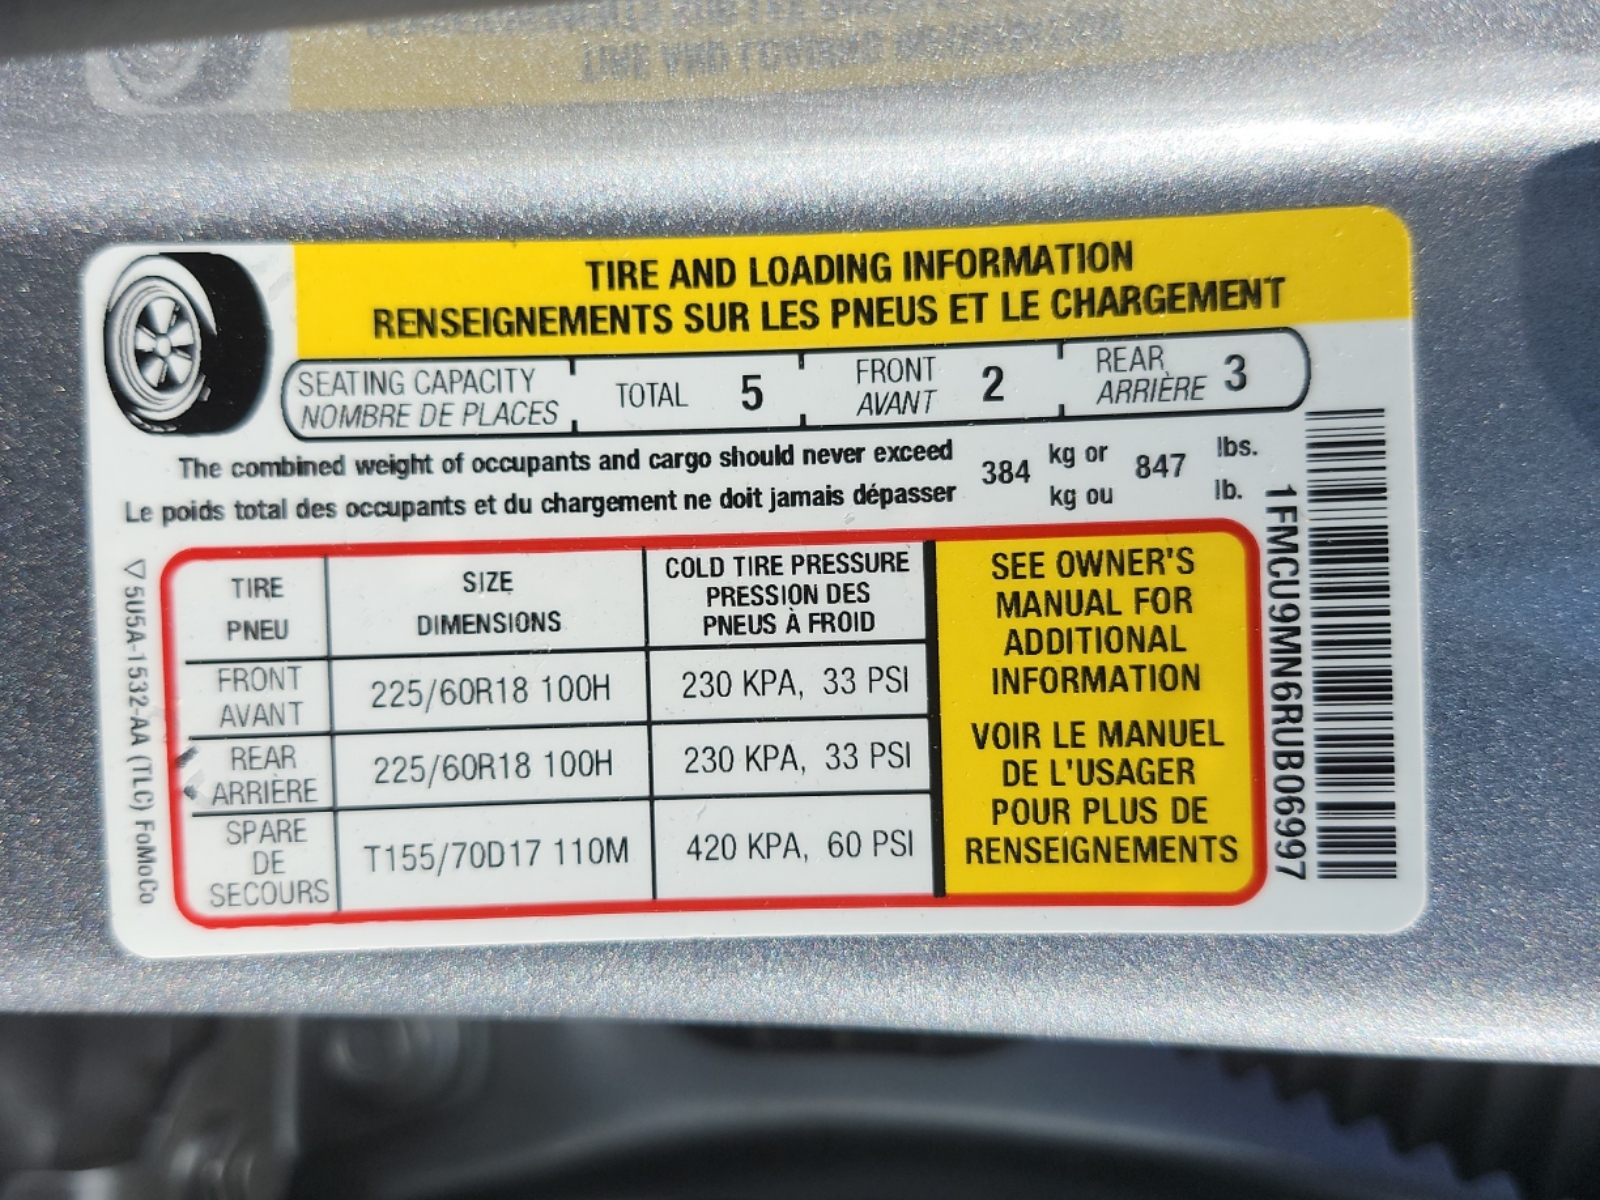 TIRE AND LOADING INFORMATION
RENSEIGNEMENTS SUR LES PNEUS ET LE CHARGEMENT
SEATING CAPACITY
NOMBRE DE PLACES
TOTAL 5
FRONT
AVANT 2
REAR
ARRIÈRE 3
The combined weight of occupants and cargo should never exceed 384 kg or 847 lbs.
Le poids total des occupants et du chargement ne doit jamais dépasser kg ou lb.
TIRE
PNEU
SIZE
DIMENSIONS
COLD TIRE PRESSURE
PRESSION DES
PNEUS À FROID
FRONT
AVANT
225/60R18 100H
230 KPA, 33 PSI
REAR
ARRIÈRE
225/60R18 100H
230 KPA, 33 PSI
SPARE
DE
SECOURS
T155/70D17 110M
420 KPA, 60 PSI
SEE OWNER'S
MANUAL FOR
ADDITIONAL
INFORMATION
VOIR LE MANUEL
DE L'USAGER
POUR PLUS DE
RENSEIGNEMENTS
1FMCU9MN6RUB06997
5U5A-1532-AA (TLC) FoMoCo